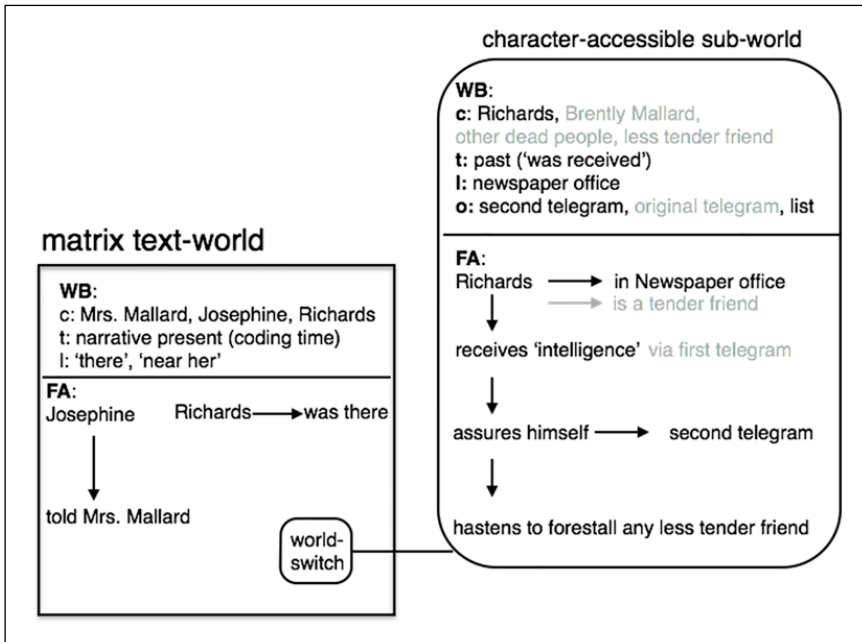 character-accessible sub-world
WB:
c: Richards, Brently Mallard,
other dead people, less tender friend
t: past (‘was received’)
l: newspaper office
o: second telegram, original telegram, list
FA:
Richards in Newspaper office
is a tender friend
receives ‘intelligence’ via first telegram
assures himself second telegram
hastens to forestall any less tender friend
matrix text-world
WB:
c: Mrs. Mallard, Josephine, Richards
t: narrative present (coding time)
l: ‘there’, ‘near her’
FA:
Josephine Richards was there
told Mrs. Mallard
world-
switch